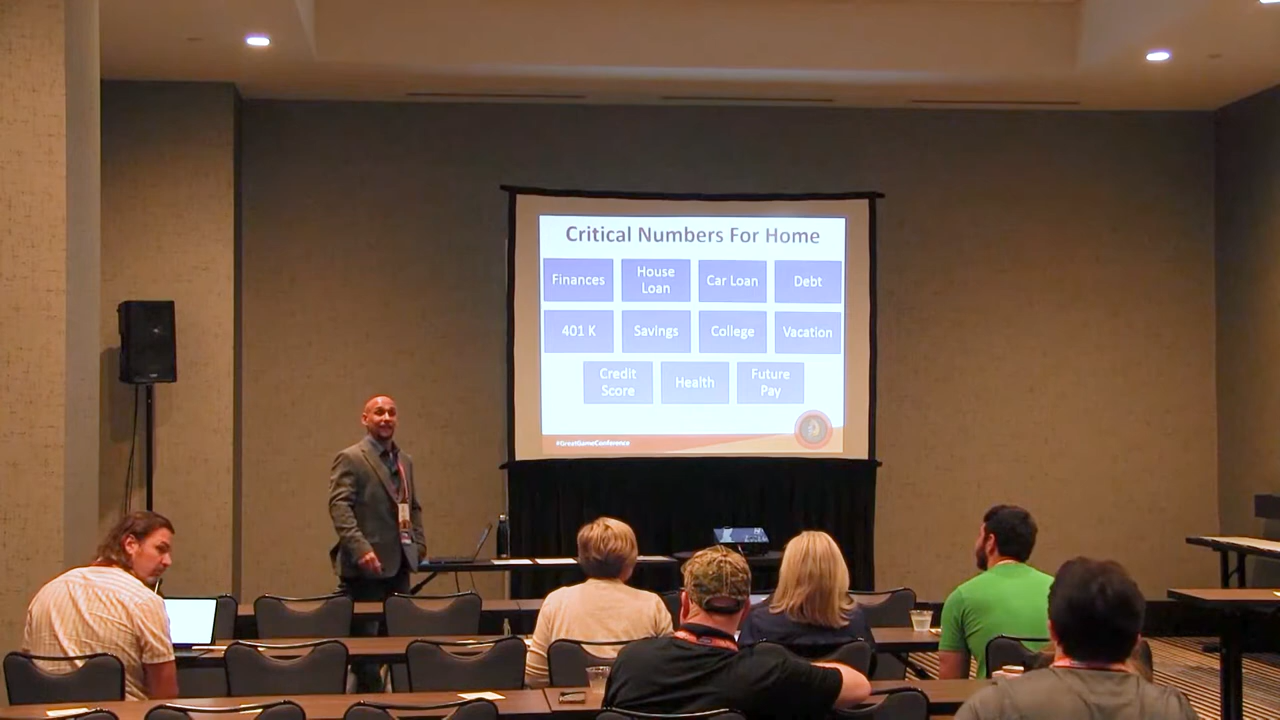 Critical Numbers For Home
Finances
House
Loan
Car Loan
Debt
401 K
Savings
College
Vacation
Credit
Score
Health
Future
Pay
#GreatGameConference